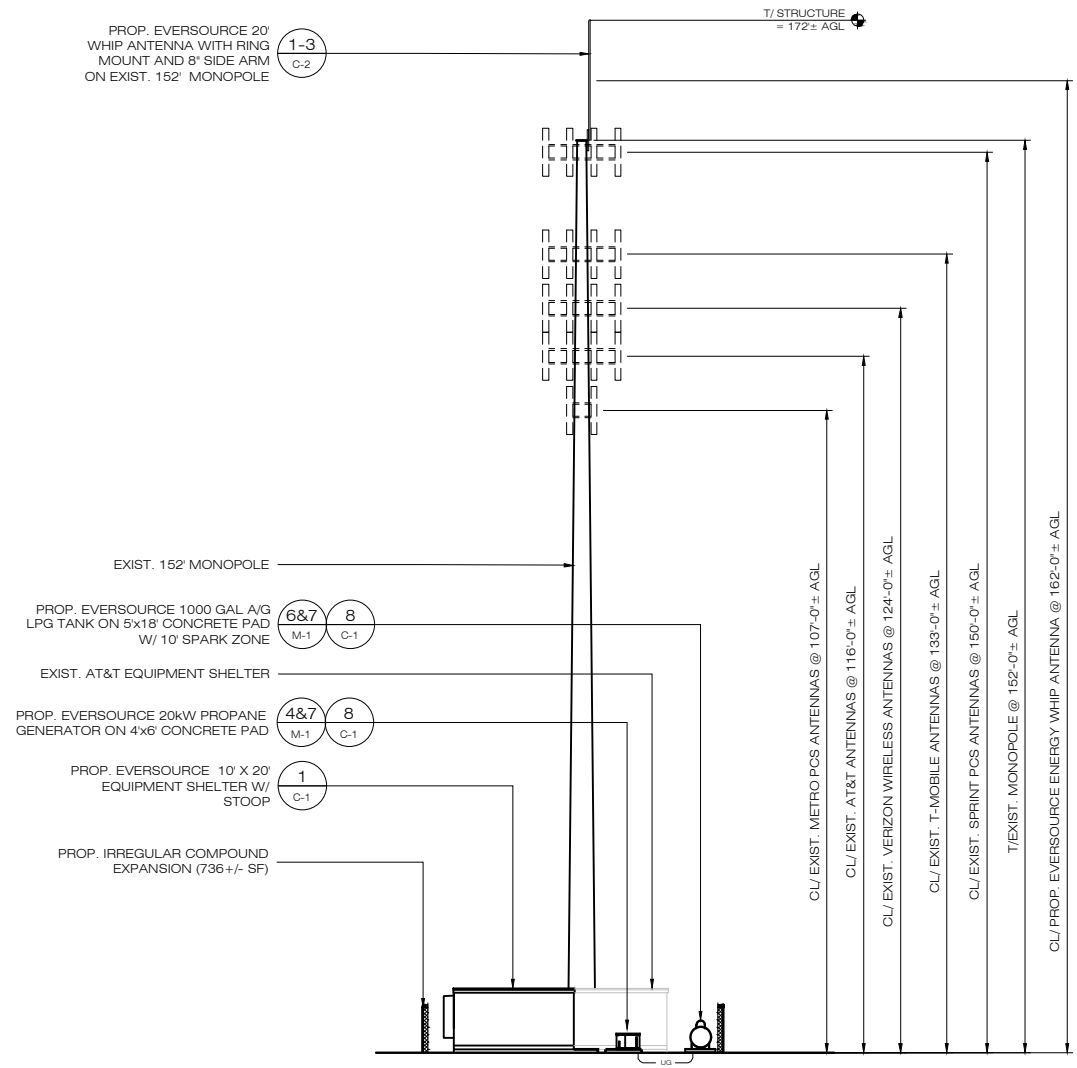 T/ STRUCTURE
= 172'± AGL
PROP. EVERSOURCE 20'
WHIP ANTENNA WITH RING
MOUNT AND 8" SIDE ARM
ON EXIST. 152' MONOPOLE
1-3
C-2
EXIST. 152' MONOPOLE
PROP. EVERSOURCE 1000 GAL A/G
LPG TANK ON 5'x18' CONCRETE PAD
W/ 10' SPARK ZONE
6&7
M-1
8
C-1
EXIST. AT&T EQUIPMENT SHELTER
PROP. EVERSOURCE 20kW PROPANE
GENERATOR ON 4'x6' CONCRETE PAD
4&7
M-1
8
C-1
PROP. EVERSOURCE 10' X 20'
EQUIPMENT SHELTER W/
STOOP
1
C-1
PROP. IRREGULAR COMPOUND
EXPANSION (736+/- SF)
CL/ EXIST. METRO PCS ANTENNAS @ 107'-0"± AGL
CL/ EXIST. AT&T ANTENNAS @ 116'-0"± AGL
CL/ EXIST. VERIZON WIRELESS ANTENNAS @ 124'-0"± AGL
CL/ EXIST. T-MOBILE ANTENNAS @ 133'-0"± AGL
CL/ EXIST. SPRINT PCS ANTENNAS @ 150'-0"± AGL
T/EXIST. MONOPOLE @ 152'-0"± AGL
CL/ PROP. EVERSOURCE ENERGY WHIP ANTENNA @ 162'-0"± AGL
UG